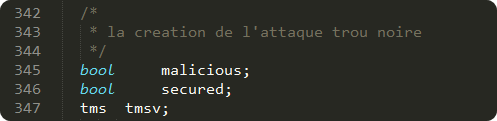 342 /*
343 * la creation de l'attaque trou noire
344 */
345 bool malicious;
346 bool secured;
347 tms tmsv;